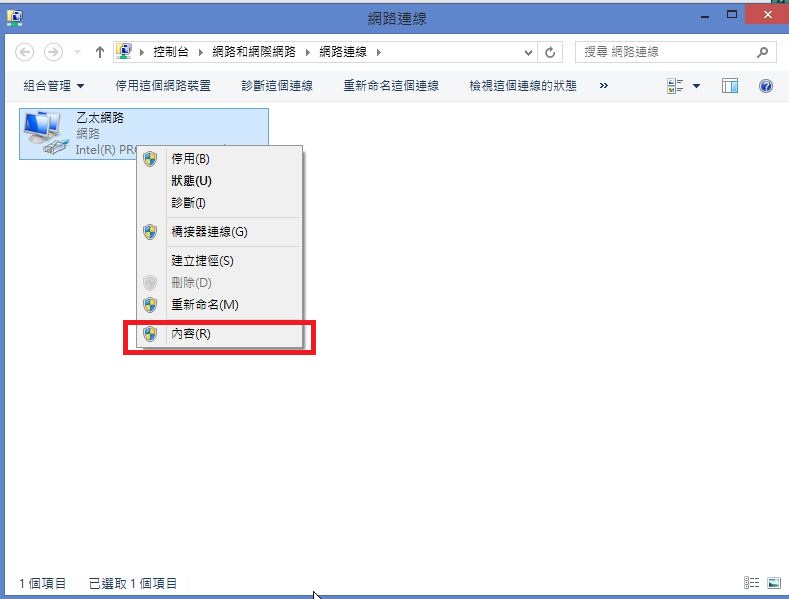 網路連線
控制台 網路和網際網路 網路連線
搜尋 網路連線
組合管理 停用這個網路裝置 診斷這個連線 重新命名這個連線 檢視這個連線的狀態 »
乙太網路
網路
Intel(R) PR
停用(B)
狀態(U)
診斷(I)
橋接器連線(G)
建立捷徑(S)
刪除(D)
重新命名(M)
內容(R)
1 個項目 已選取 1 個項目